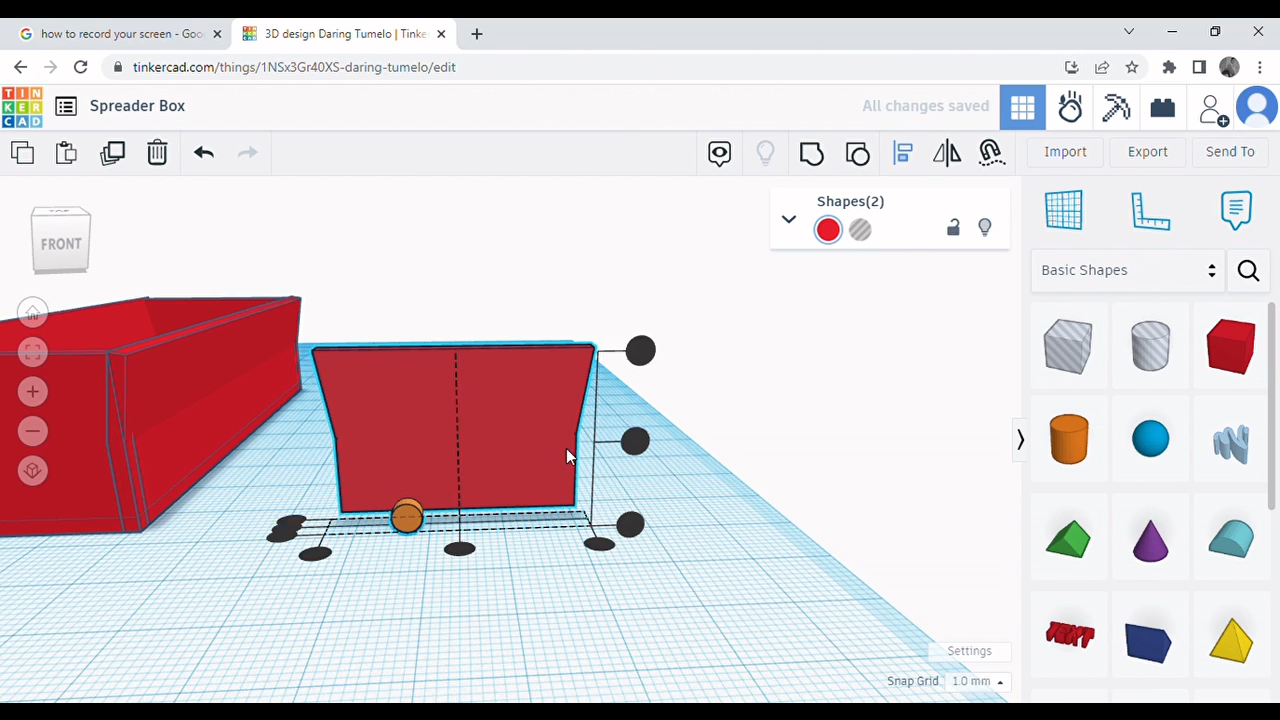 how to record your screen - Goo
3D design Daring Tumelo | Tinke
tinkercad.com/things/1NSx3Gr40XS-daring-tumelo/edit
TIN
KER
CAD
Spreader Box
All changes saved
Import
Export
Send To
Shapes(2)
TOP
FRONT
Basic Shapes
TEXT
Settings
Snap Grid 1.0 mm